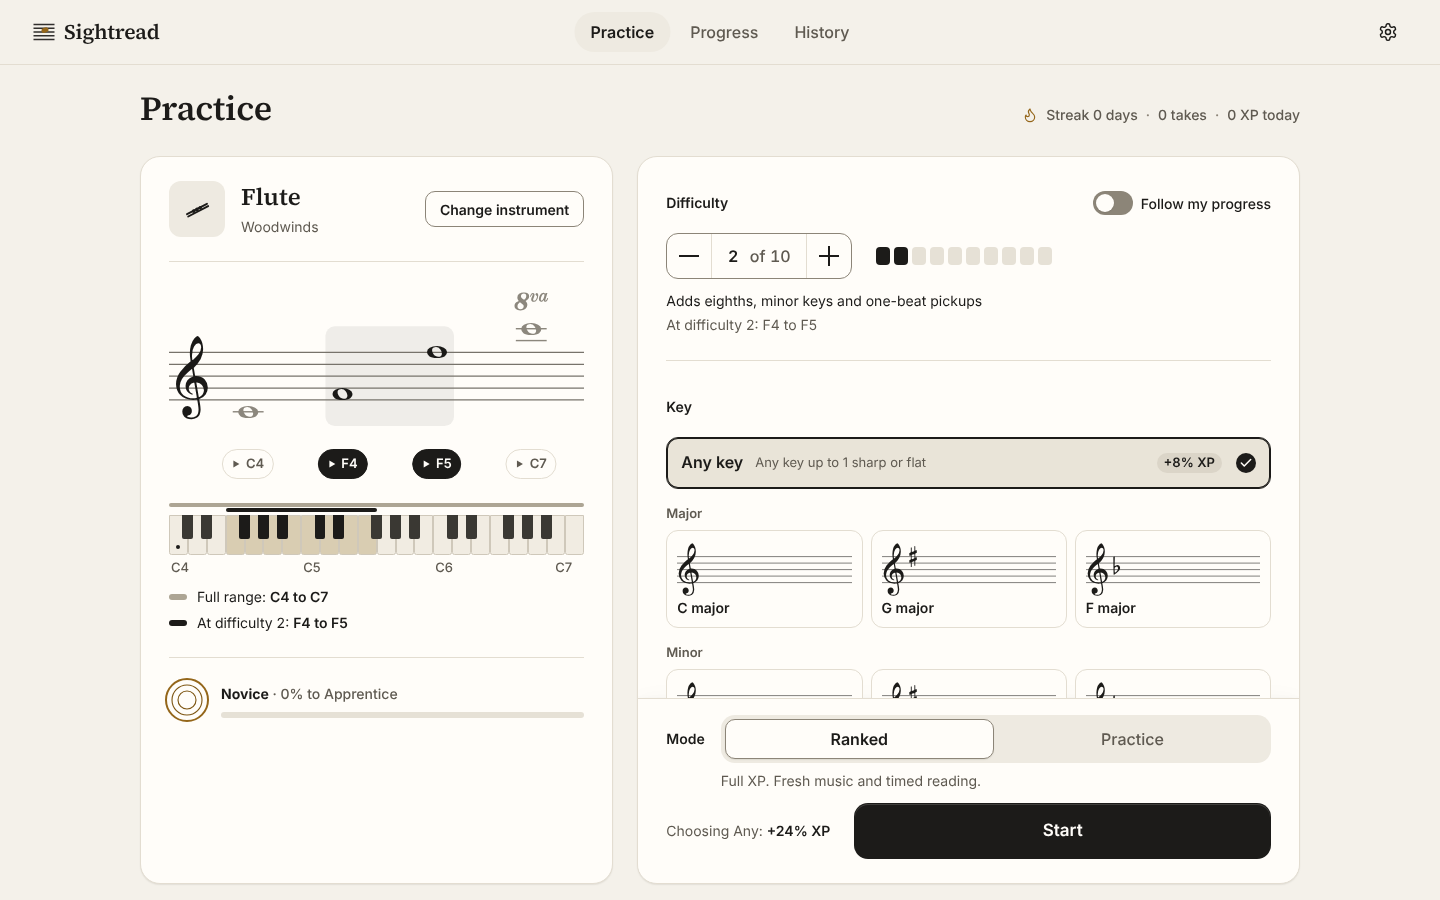 Sightread
Practice
Progress
History
Practice
Streak 0 days · 0 takes · 0 XP today
Flute
Woodwinds
Change instrument
8va
C4
F4
F5
C7
C4
C5
C6
C7
Full range: C4 to C7
At difficulty 2: F4 to F5
Novice · 0% to Apprentice
Difficulty
Follow my progress
2 of 10
Adds eighths, minor keys and one-beat pickups
At difficulty 2: F4 to F5
Key
Any key Any key up to 1 sharp or flat +8% XP
Major
C major
G major
F major
Minor
Mode
Ranked
Practice
Full XP. Fresh music and timed reading.
Choosing Any: +24% XP
Start